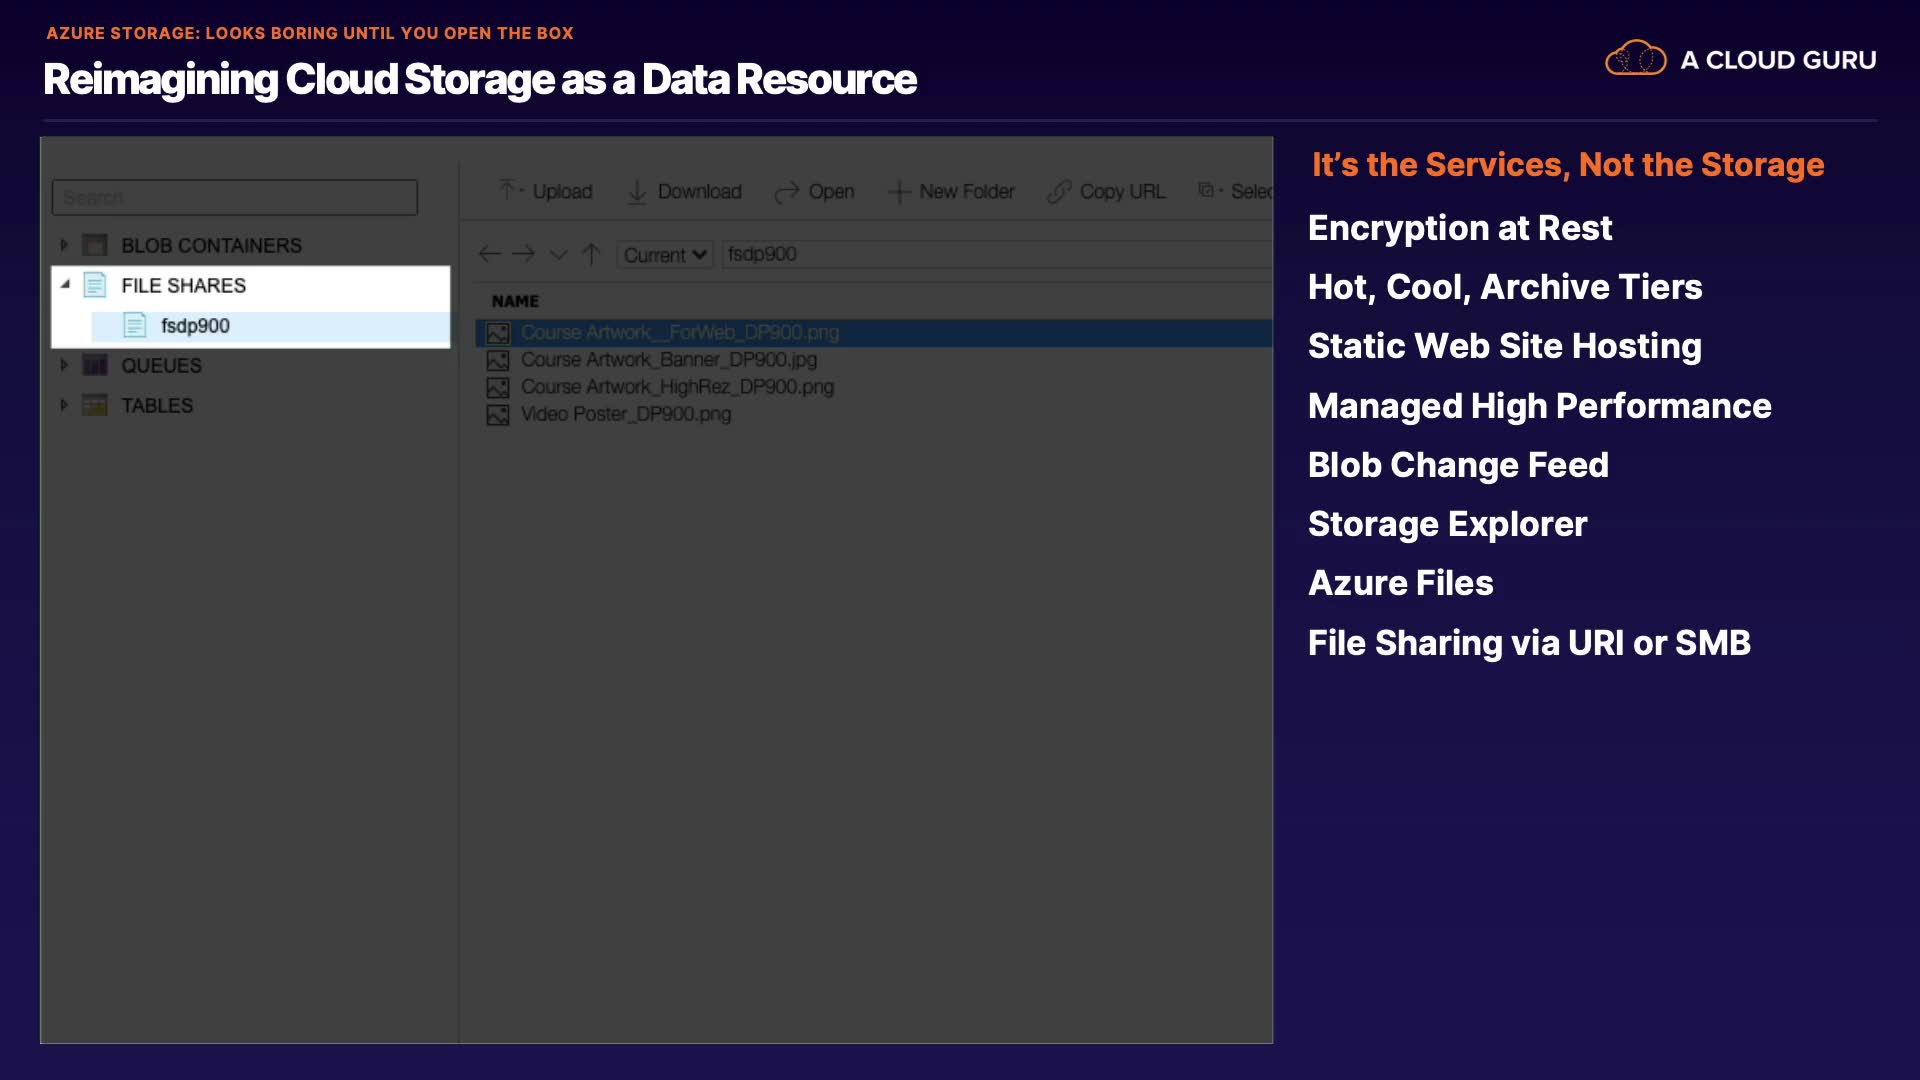 AZURE STORAGE: LOOKS BORING UNTIL YOU OPEN THE BOX
Reimagining Cloud Storage as a Data Resource
A CLOUD GURU
Search
BLOB CONTAINERS
FILE SHARES
fsdp900
QUEUES
TABLES
Upload Download Open New Folder Copy URL Selec
Current fsdp900
NAME
Course Artwork__ForWeb_DP900.png
Course Artwork_Banner_DP900.jpg
Course Artwork_HighRez_DP900.png
Video Poster_DP900.png
It’s the Services, Not the Storage
Encryption at Rest
Hot, Cool, Archive Tiers
Static Web Site Hosting
Managed High Performance
Blob Change Feed
Storage Explorer
Azure Files
File Sharing via URI or SMB